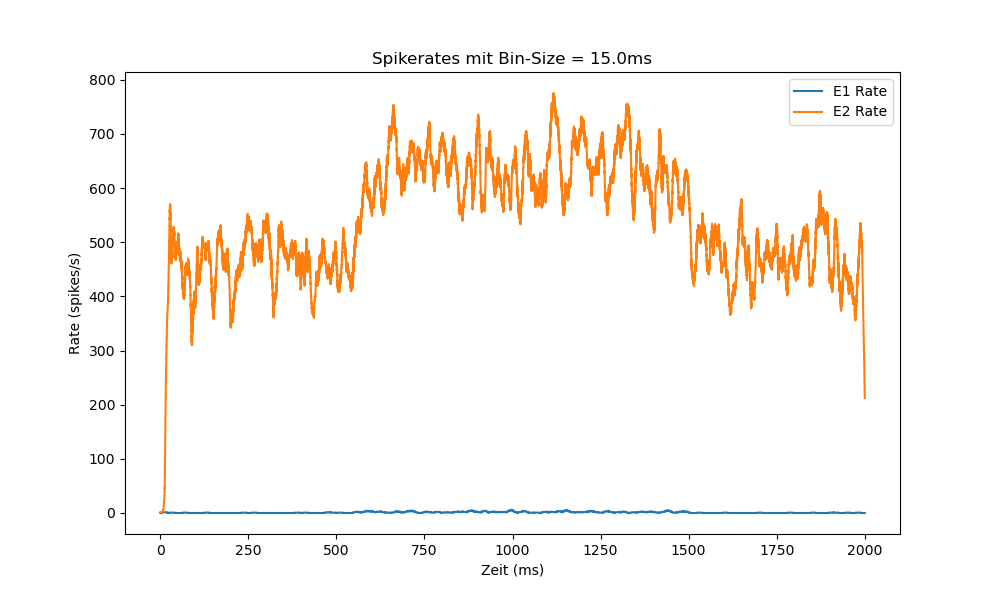 Spikerates mit Bin-Size = 15.0ms
E1 Rate
E2 Rate
800
700
600
500
400
300
200
100
0
Rate (spikes/s)
0 250 500 750 1000 1250 1500 1750 2000
Zeit (ms)